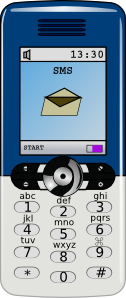 13:30
SMS
START
abc def ghi
1 2 3
jkl mno pqrs
4 5 6
tuv wxyz ⌘
7 8 9
* 0 #